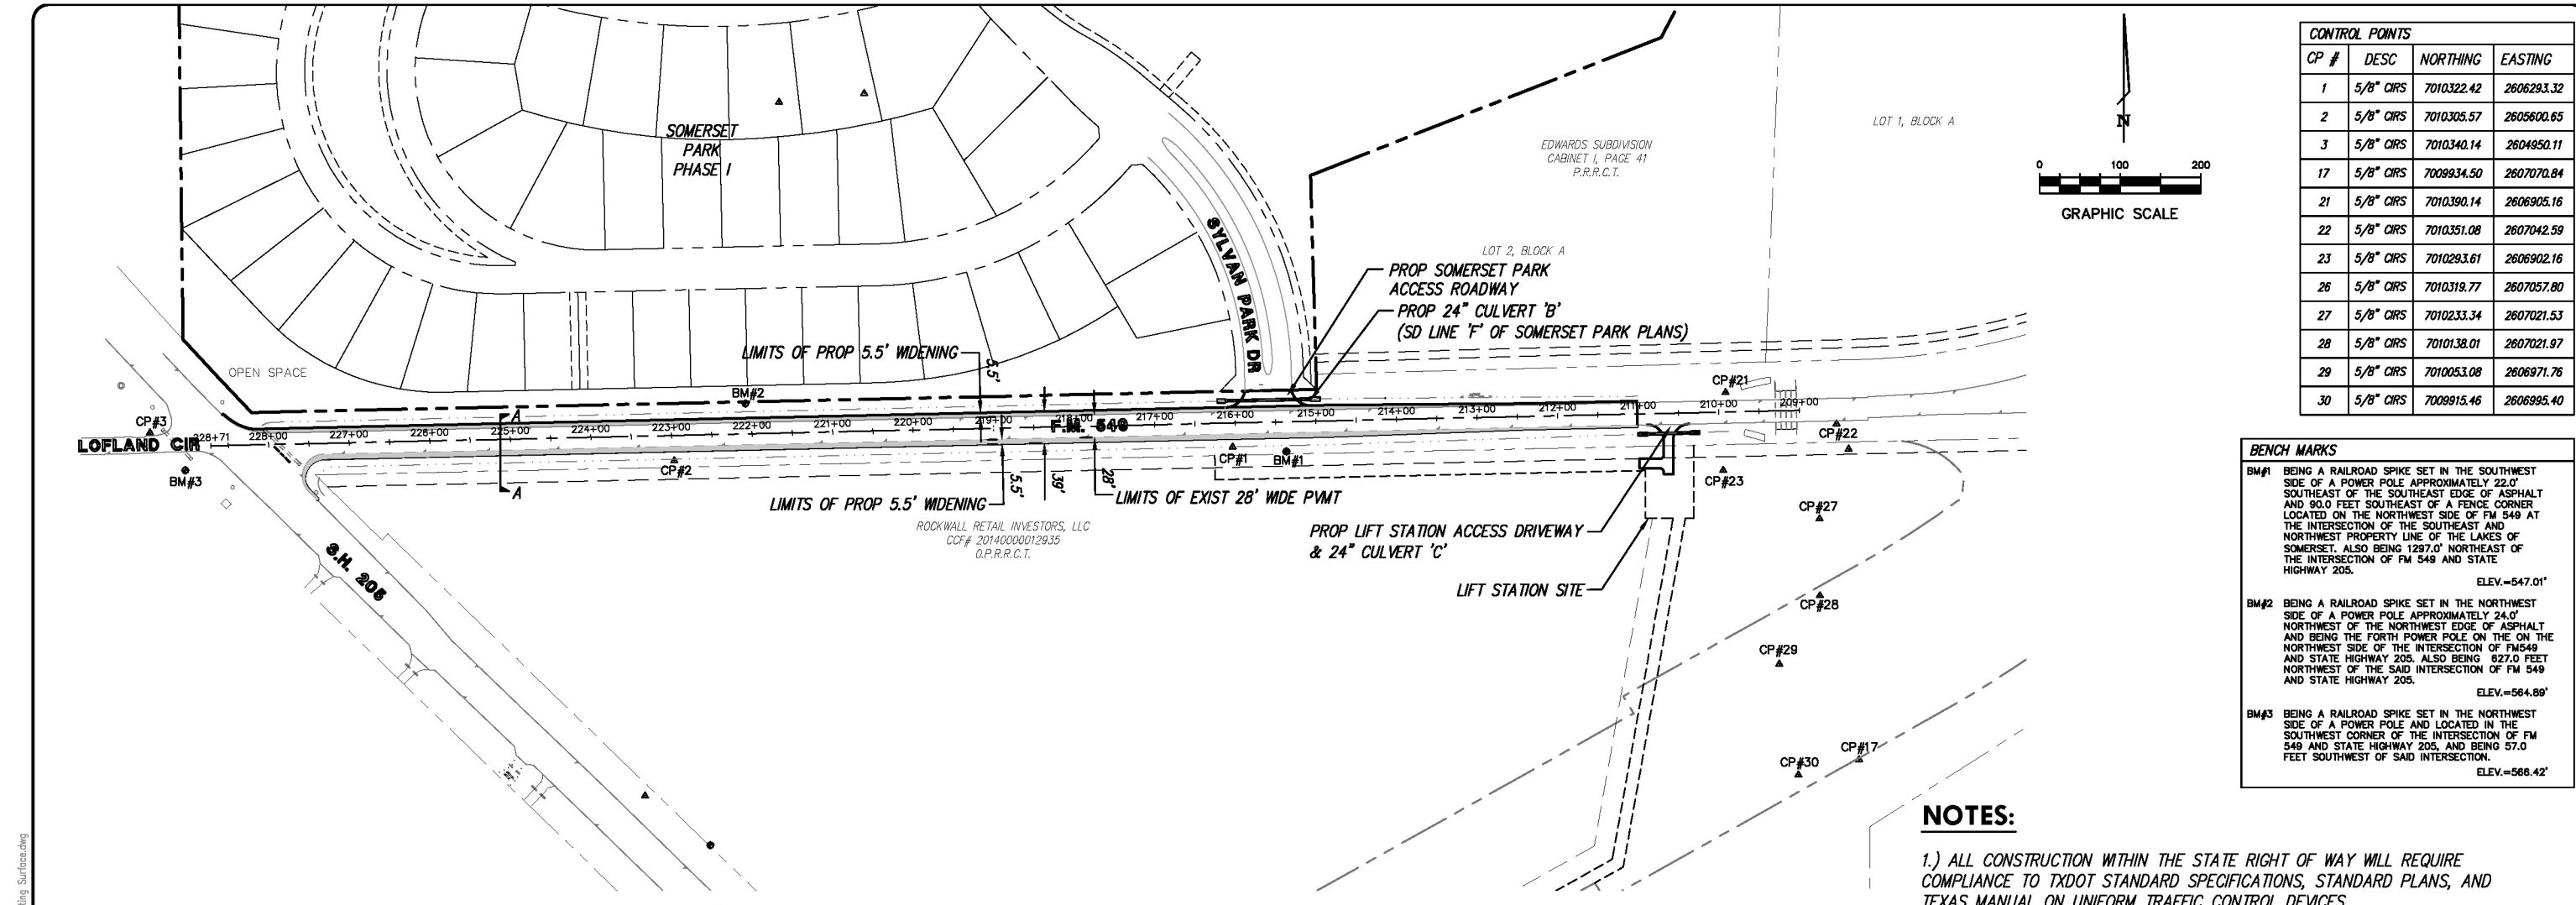 SOMERSET
PARK
PHASE I
EDWARDS SUBDIVISION
CABINET I, PAGE 41
P.R.R.C.T.
LOT 1, BLOCK A
LOT 2, BLOCK A
N
0 100 200
GRAPHIC SCALE
SYLVAN PARK DR
PROP SOMERSET PARK
ACCESS ROADWAY
PROP 24" CULVERT 'B'
(SD LINE 'F' OF SOMERSET PARK PLANS)
LIMITS OF PROP 5.5' WIDENING
5.5'
OPEN SPACE
BM#2
CP#21
CP#3
LOFLAND CIR
BM#3
A
A
228+71 228+00 227+00 226+00 225+00 224+00 223+00 222+00 221+00 220+00 219+00 218+00 217+00 216+00 215+00 214+00 213+00 212+00 211+00 210+00 209+00
F.M. 549
CP#22
CP#2
CP#1
BM#1
CP#23
5.5'
39'
28'
LIMITS OF PROP 5.5' WIDENING
LIMITS OF EXIST 28' WIDE PVMT
ROCKWALL RETAIL INVESTORS, LLC
CCF# 20140000012935
O.P.R.R.C.T.
PROP LIFT STATION ACCESS DRIVEWAY
& 24" CULVERT 'C'
LIFT STATION SITE
S.H. 205
CP#27
CP#28
CP#29
CP#17
CP#30
CONTROL POINTS
CP # DESC NORTHING EASTING
1 5/8" CIRS 7010322.42 2606293.32
2 5/8" CIRS 7010305.57 2605600.65
3 5/8" CIRS 7010340.14 2604950.11
17 5/8" CIRS 7009934.50 2607070.84
21 5/8" CIRS 7010390.14 2606905.16
22 5/8" CIRS 7010351.08 2607042.59
23 5/8" CIRS 7010293.61 2606902.16
26 5/8" CIRS 7010319.77 2607057.80
27 5/8" CIRS 7010233.34 2607021.53
28 5/8" CIRS 7010138.01 2607021.97
29 5/8" CIRS 7010053.08 2606971.76
30 5/8" CIRS 7009915.46 2606995.40
BENCH MARKS
BM#1 BEING A RAILROAD SPIKE SET IN THE SOUTHWEST
SIDE OF A POWER POLE APPROXIMATELY 22.0'
SOUTHEAST OF THE SOUTHEAST EDGE OF ASPHALT
AND 90.0 FEET SOUTHEAST OF A FENCE CORNER
LOCATED ON THE NORTHWEST SIDE OF FM 549 AT
THE INTERSECTION OF THE SOUTHEAST AND
NORTHWEST PROPERTY LINE OF THE LAKES OF
SOMERSET. ALSO BEING 1297.0' NORTHEAST OF
THE INTERSECTION OF FM 549 AND STATE
HIGHWAY 205.
ELEV.=547.01'
BM#2 BEING A RAILROAD SPIKE SET IN THE NORTHWEST
SIDE OF A POWER POLE APPROXIMATELY 24.0'
NORTHWEST OF THE NORTHWEST EDGE OF ASPHALT
AND BEING THE FORTH POWER POLE ON THE ON THE
NORTHWEST SIDE OF THE INTERSECTION OF FM549
AND STATE HIGHWAY 205. ALSO BEING 627.0 FEET
NORTHWEST OF THE SAID INTERSECTION OF FM 549
AND STATE HIGHWAY 205.
ELEV.=564.89'
BM#3 BEING A RAILROAD SPIKE SET IN THE NORTHWEST
SIDE OF A POWER POLE AND LOCATED IN THE
SOUTHWEST CORNER OF THE INTERSECTION OF FM
549 AND STATE HIGHWAY 205, AND BEING 57.0
FEET SOUTHWEST OF SAID INTERSECTION.
ELEV.=566.42'
NOTES:
1.) ALL CONSTRUCTION WITHIN THE STATE RIGHT OF WAY WILL REQUIRE
COMPLIANCE TO TXDOT STANDARD SPECIFICATIONS, STANDARD PLANS, AND
TEXAS MANUAL ON UNIFORM TRAFFIC CONTROL DEVICES
ting Surface.dwg